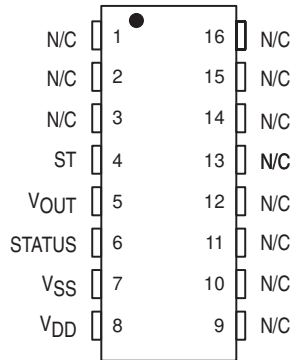 N/C 1 16 N/C
N/C 2 15 N/C
N/C 3 14 N/C
ST 4 13 N/C
VOUT 5 12 N/C
STATUS 6 11 N/C
VSS 7 10 N/C
VDD 8 9 N/C